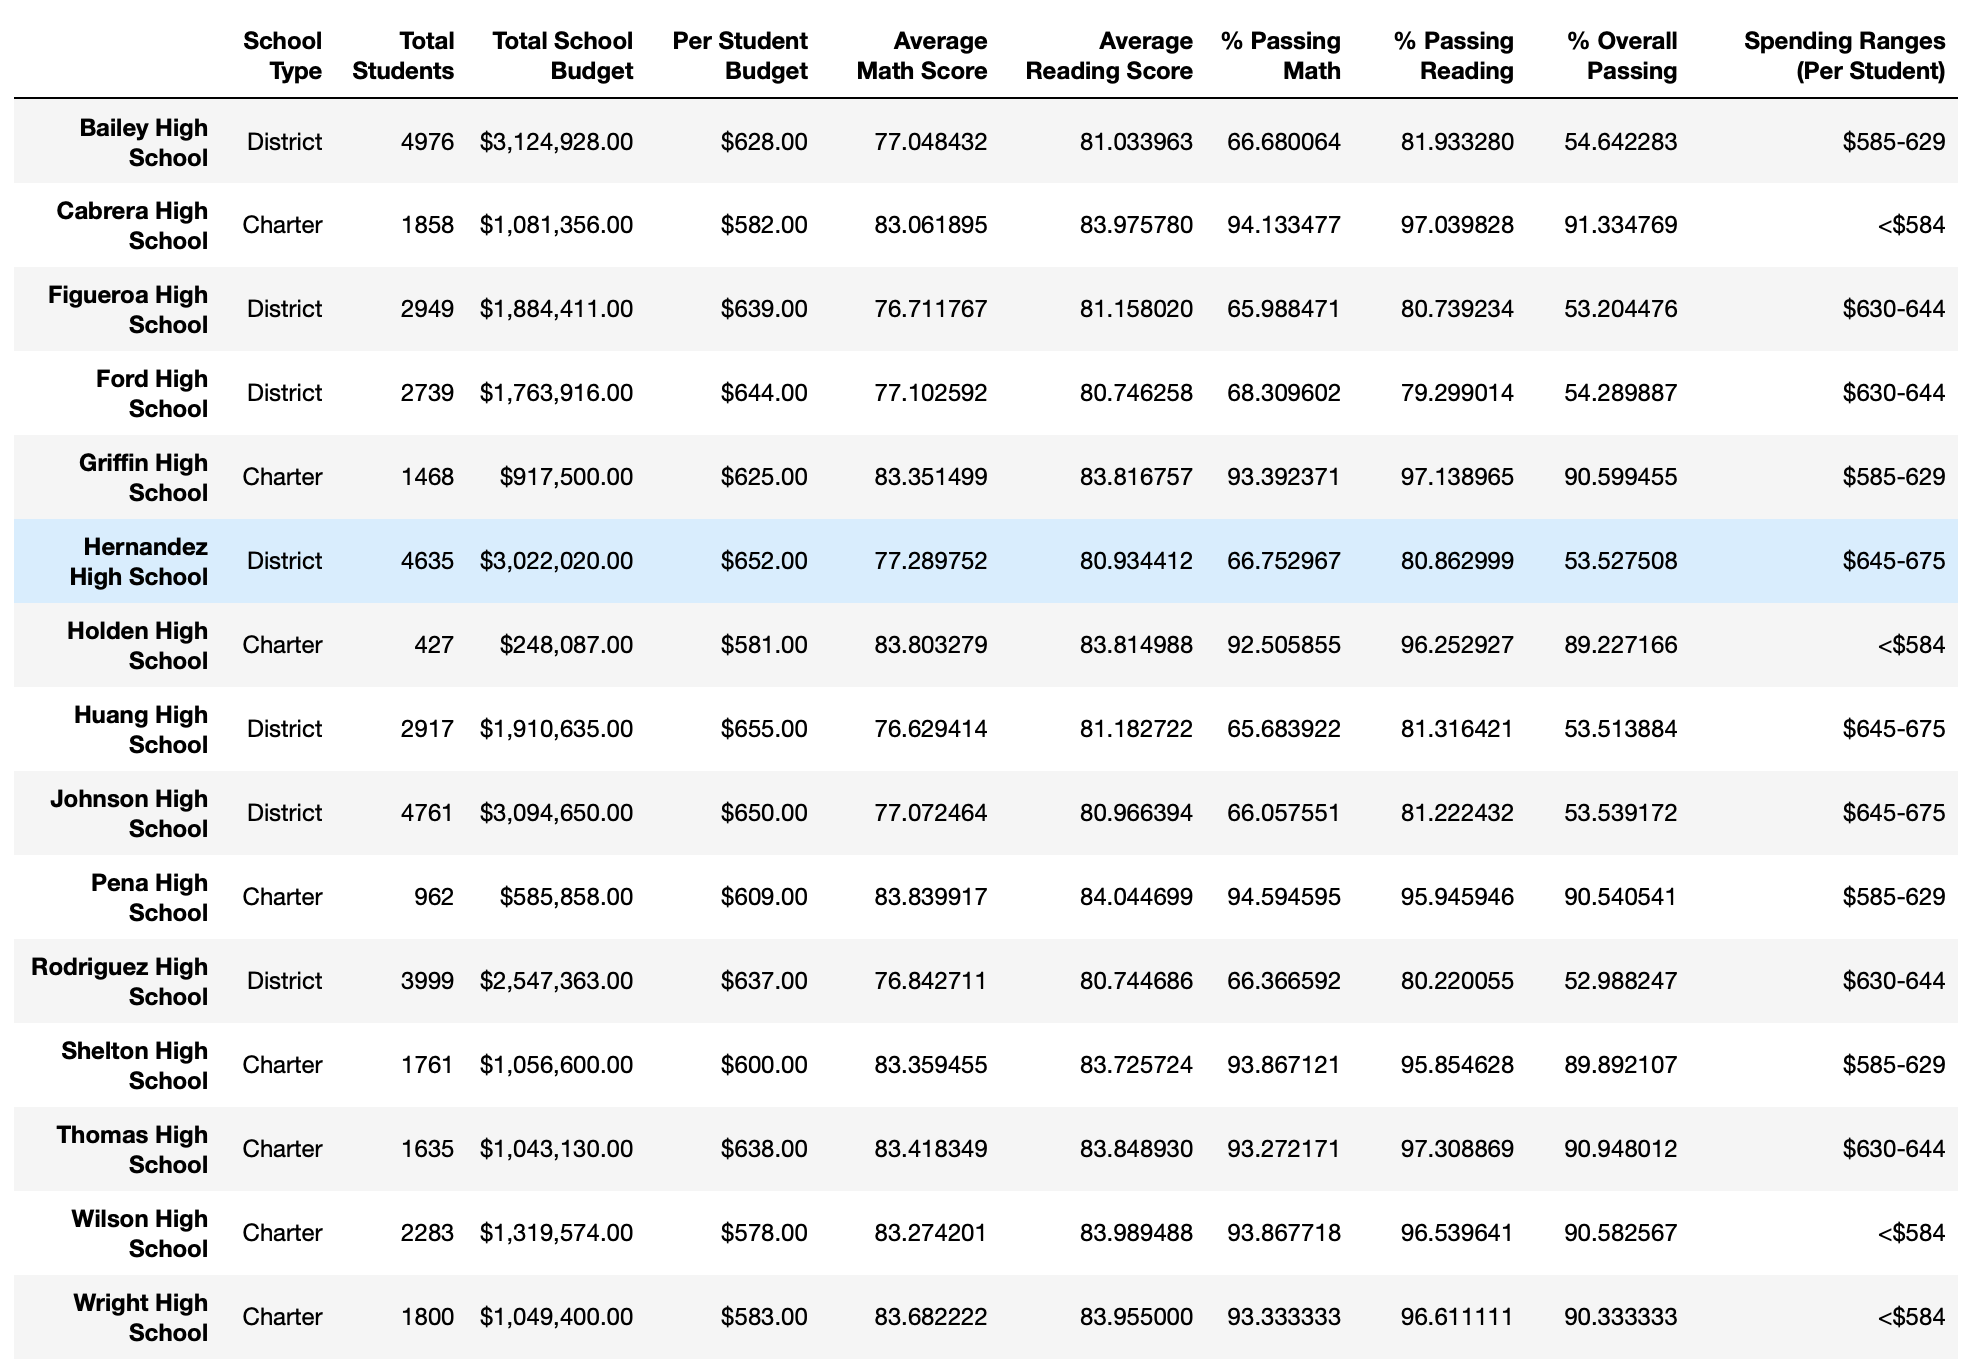 School Type Total Students Total School Budget Per Student Budget Average Math Score Average Reading Score % Passing Math % Passing Reading % Overall Passing Spending Ranges (Per Student)
Bailey High School District 4976 $3,124,928.00 $628.00 77.048432 81.033963 66.680064 81.933280 54.642283 $585-629
Cabrera High School Charter 1858 $1,081,356.00 $582.00 83.061895 83.975780 94.133477 97.039828 91.334769 <$584
Figueroa High School District 2949 $1,884,411.00 $639.00 76.711767 81.158020 65.988471 80.739234 53.204476 $630-644
Ford High School District 2739 $1,763,916.00 $644.00 77.102592 80.746258 68.309602 79.299014 54.289887 $630-644
Griffin High School Charter 1468 $917,500.00 $625.00 83.351499 83.816757 93.392371 97.138965 90.599455 $585-629
Hernandez High School District 4635 $3,022,020.00 $652.00 77.289752 80.934412 66.752967 80.862999 53.527508 $645-675
Holden High School Charter 427 $248,087.00 $581.00 83.803279 83.814988 92.505855 96.252927 89.227166 <$584
Huang High School District 2917 $1,910,635.00 $655.00 76.629414 81.182722 65.683922 81.316421 53.513884 $645-675
Johnson High School District 4761 $3,094,650.00 $650.00 77.072464 80.966394 66.057551 81.222432 53.539172 $645-675
Pena High School Charter 962 $585,858.00 $609.00 83.839917 84.044699 94.594595 95.945946 90.540541 $585-629
Rodriguez High School District 3999 $2,547,363.00 $637.00 76.842711 80.744686 66.366592 80.220055 52.988247 $630-644
Shelton High School Charter 1761 $1,056,600.00 $600.00 83.359455 83.725724 93.867121 95.854628 89.892107 $585-629
Thomas High School Charter 1635 $1,043,130.00 $638.00 83.418349 83.848930 93.272171 97.308869 90.948012 $630-644
Wilson High School Charter 2283 $1,319,574.00 $578.00 83.274201 83.989488 93.867718 96.539641 90.582567 <$584
Wright High School Charter 1800 $1,049,400.00 $583.00 83.682222 83.955000 93.333333 96.611111 90.333333 <$584